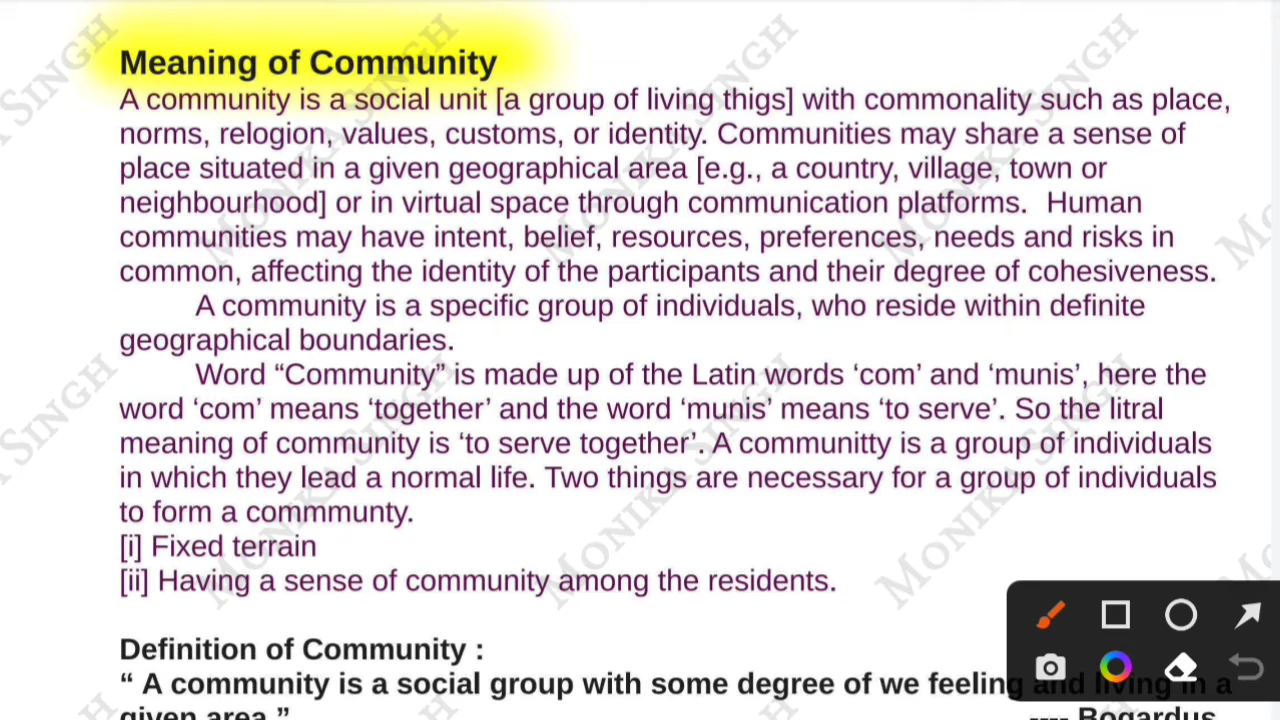 Meaning of Community
A community is a social unit [a group of living thigs] with commonality such as place,
norms, relogion, values, customs, or identity. Communities may share a sense of
place situated in a given geographical area [e.g., a country, village, town or
neighbourhood] or in virtual space through communication platforms. Human
communities may have intent, belief, resources, preferences, needs and risks in
common, affecting the identity of the participants and their degree of cohesiveness.
A community is a specific group of individuals, who reside within definite
geographical boundaries.
Word “Community” is made up of the Latin words ‘com’ and ‘munis’, here the
word ‘com’ means ‘together’ and the word ‘munis’ means ‘to serve’. So the litral
meaning of community is ‘to serve together’. A communitty is a group of individuals
in which they lead a normal life. Two things are necessary for a group of individuals
to form a commmunty.
[i] Fixed terrain
[ii] Having a sense of community among the residents.
Definition of Community :
“ A community is a social group with some degree of we feeling and living in a
given area ” ---- Bogardus
MONIKA SINGH